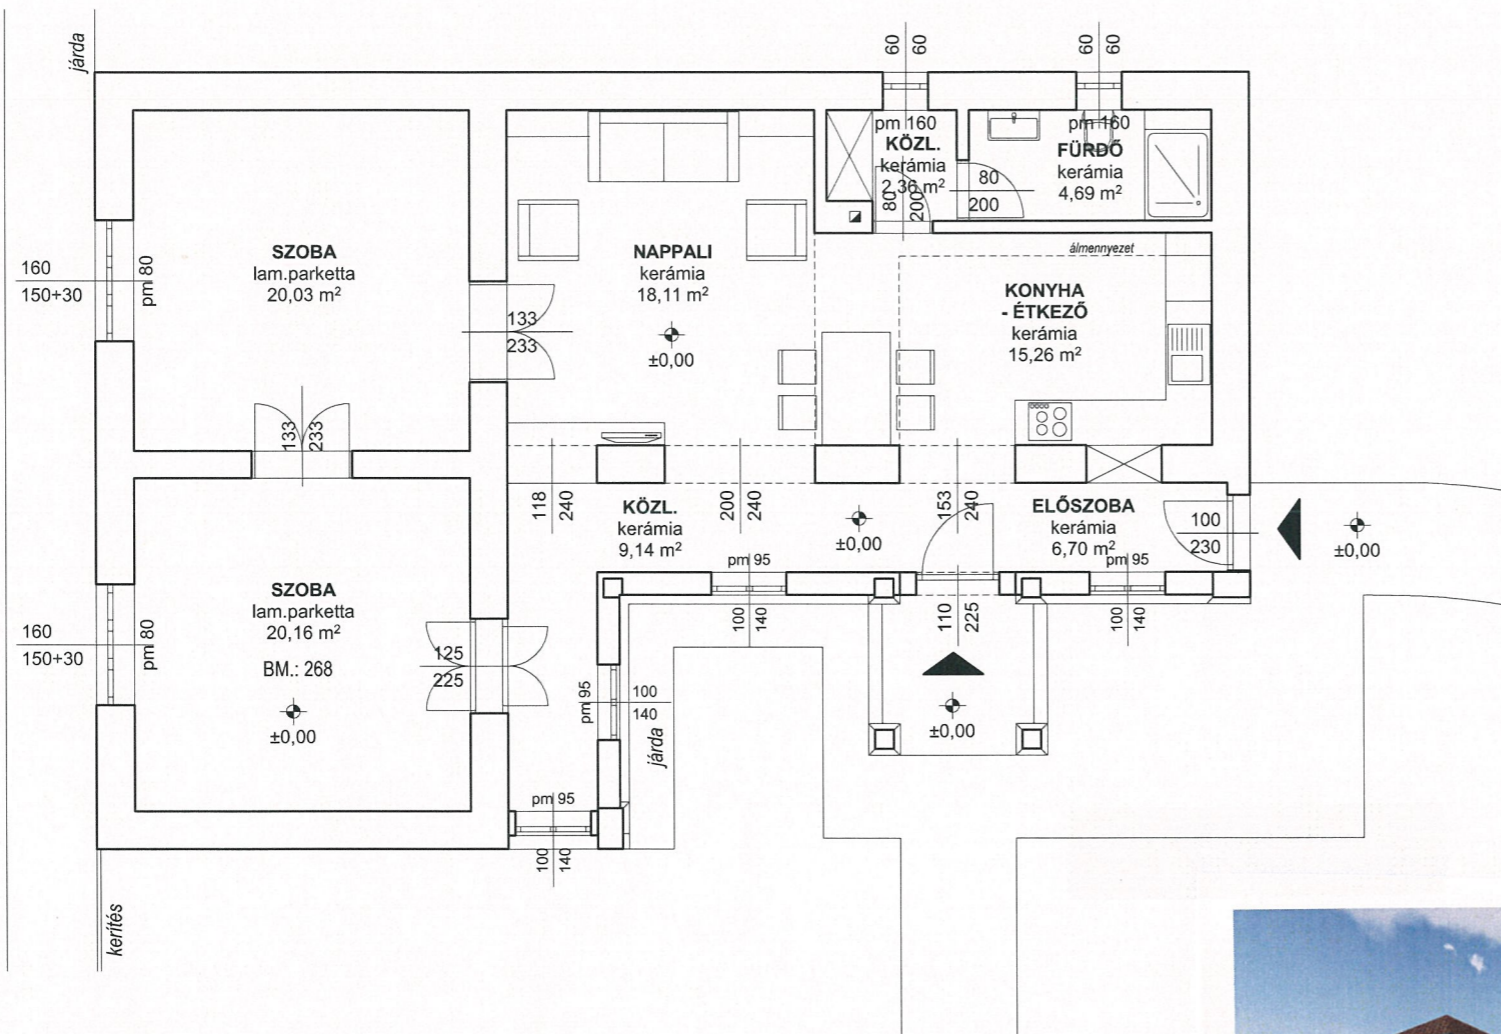 járda
60
60
60
60
pm 160
KÖZL.
kerámia
2,36 m²
80
200
80
200
pm 160
FÜRDŐ
kerámia
4,69 m²
SZOBA
lam.parketta
20,03 m²
160
150+30
pm 80
NAPPALI
kerámia
18,11 m²
±0,00
133
233
álmennyezet
KONYHA
- ÉTKEZŐ
kerámia
15,26 m²
133
233
118
240
KÖZL.
kerámia
9,14 m²
200
240
±0,00
153
240
ELŐSZOBA
kerámia
6,70 m²
100
230
±0,00
pm 95
100
140
110
225
pm 95
100
140
SZOBA
lam.parketta
20,16 m²
BM.: 268
±0,00
160
150+30
pm 80
125
225
pm 95
100
140
járda
±0,00
pm 95
100
140
kerítés